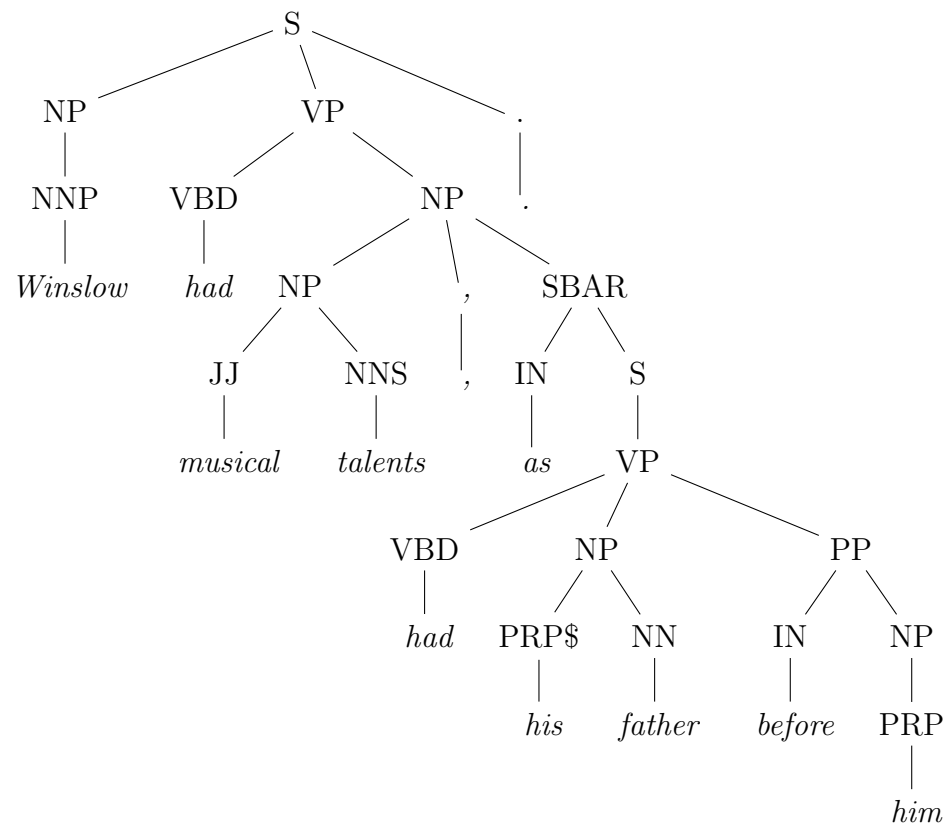 S
NP VP .
NNP VBD NP .
Winslow had NP , SBAR
JJ NNS , IN S
musical talents as VP
VBD NP PP
had PRP$ NN IN NP
his father before PRP
him